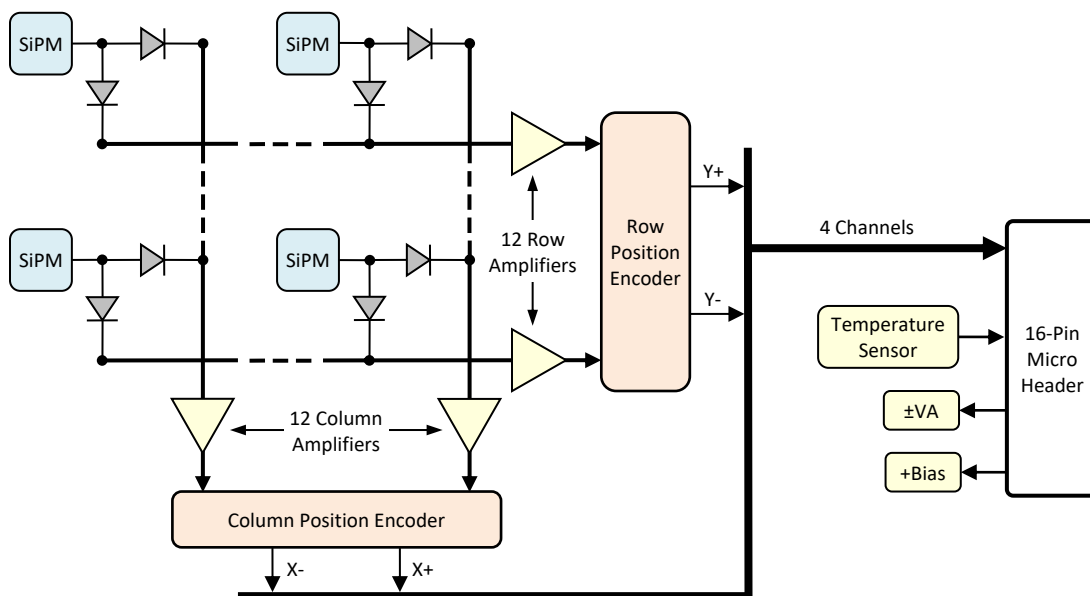 SiPM
SiPM
Y+
12 Row
Amplifiers
Row
Position
Encoder
4 Channels
SiPM
SiPM
Y-
Temperature
Sensor
16-Pin
Micro
Header
±VA
12 Column
Amplifiers
+Bias
Column Position Encoder
X-
X+